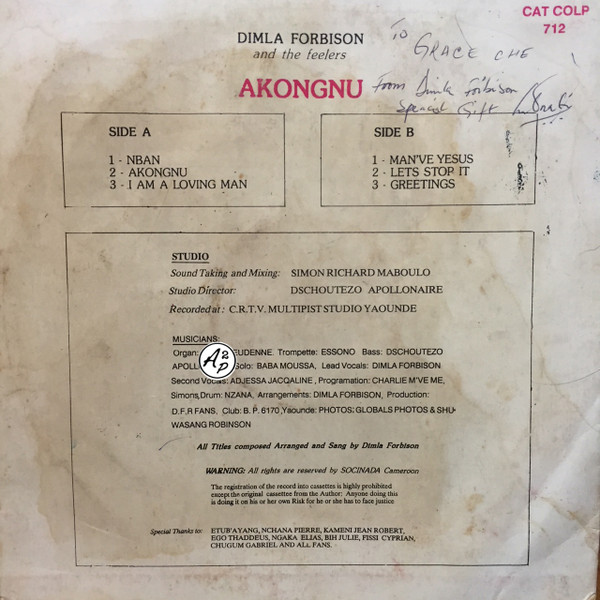 CAT COLP
712
DIMLA FORBISON
and the feelers
AKONGNU
TO GRACE CHE
From Dimla Forbison
Special Gift
SIDE A
1 - NBAN
2 - AKONGNU
3 - I AM A LOVING MAN
SIDE B
1 - MAN'VE YESUS
2 - LETS STOP IT
3 - GREETINGS
STUDIO
Sound Taking and Mixing: SIMON RICHARD MABOULO
Studio Director: DSCHOUTEZO APOLLONAIRE
Recorded at: C.R.T.V. MULTIPIST STUDIO YAOUNDE
MUSICIANS:
Organ: EUDENNE. Trompette: ESSONO Bass: DSCHOUTEZO
APOLL Solo: BABA MOUSSA, Lead Vocals: DIMLA FORBISON
Second Vocals: ADJESSA JACQALINE, Programation: CHARLIE M'VE ME,
Simons, Drum: NZANA, Arrangements: DIMLA FORBISON, Production:
D.F.R FANS, Club: B. P. 6170, Yaounde: PHOTOS: GLOBALS PHOTOS & SHU-
WASANG ROBINSON
A2P
All Titles composed Arranged and Sang by Dimla Forbison
WARNING: All rights are reserved by SOCINADA Cameroon
The registration of the record into cassettes is highly prohibited
except the original cassette from the Author: Anyone doing this
is doing it on his or her own Risk for he or she has to face justice
Special Thanks to: ETUB'AYANG, NCHANA PIERRE, KAMENI JEAN ROBERT,
EGO THADDEUS, NGAKA ELIAS, BIH JULIE, FISSI CYPRIAN,
CHUGUM GABRIEL and ALL FANS.